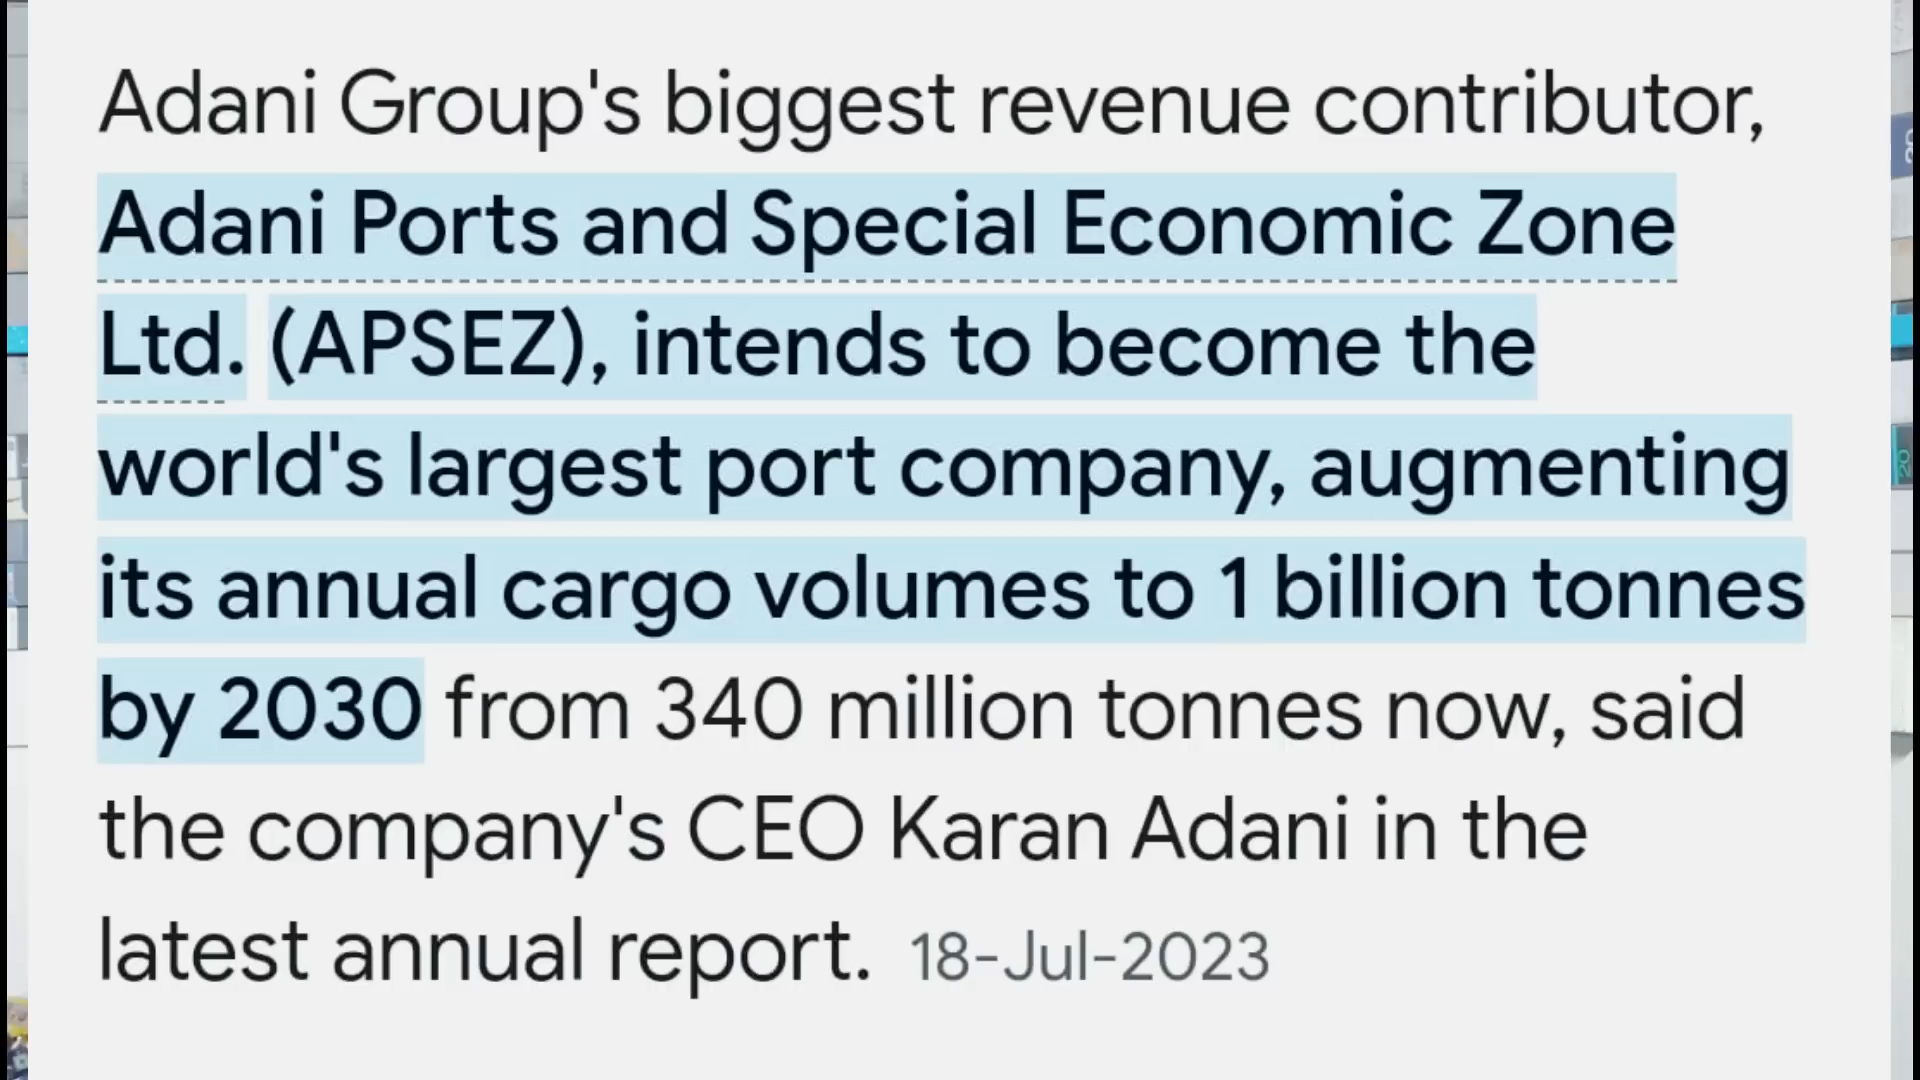 Adani Group's biggest revenue contributor,
Adani Ports and Special Economic Zone
Ltd. (APSEZ), intends to become the
world's largest port company, augmenting
its annual cargo volumes to 1 billion tonnes
by 2030 from 340 million tonnes now, said
the company's CEO Karan Adani in the
latest annual report. 18-Jul-2023